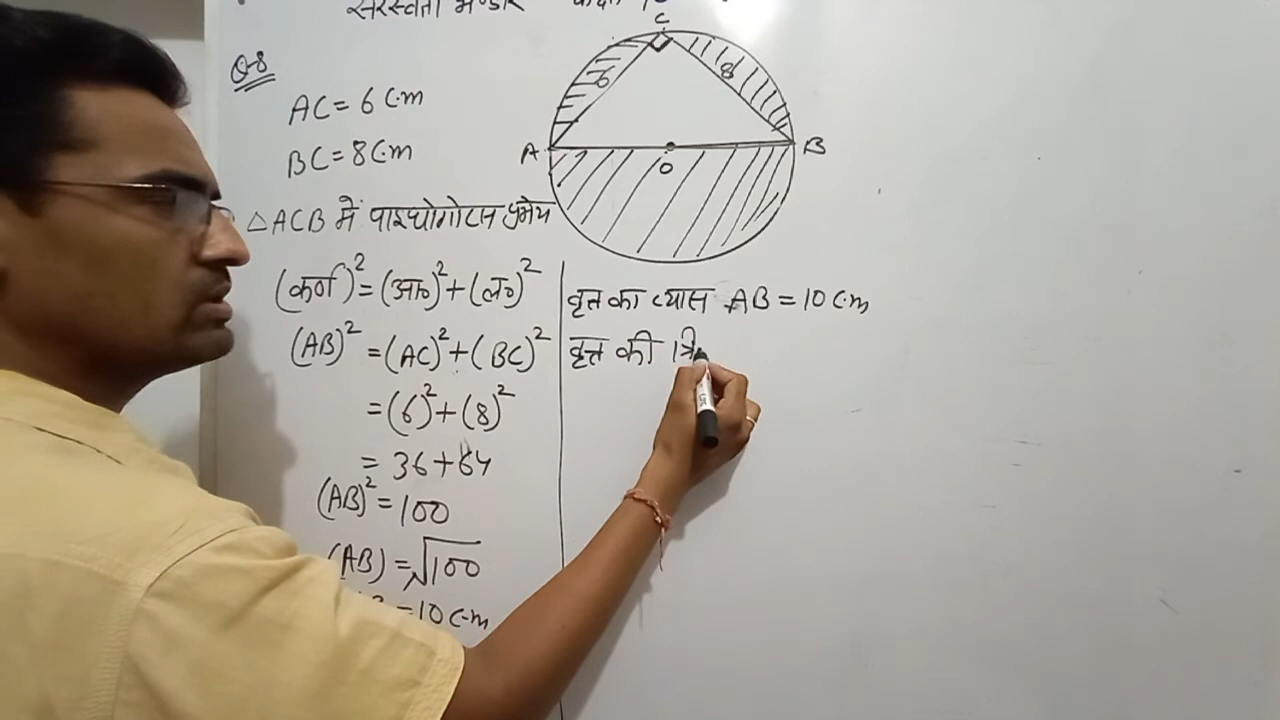 सरस्वती भण्डार
Q-8
AC = 6 C.m
BC = 8 C.m
C
6
8
A
B
O
△ACB में पाइथोगोरस प्रमेय
(कर्ण)² = (आ०)² + (ल०)²
(AB)² = (AC)² + (BC)²
= (6)² + (8)²
= 36 + 64
(AB)² = 100
(AB) = √100
= 10 C.m
वृत्त का व्यास AB = 10 C.m
वृत्त की त्रि